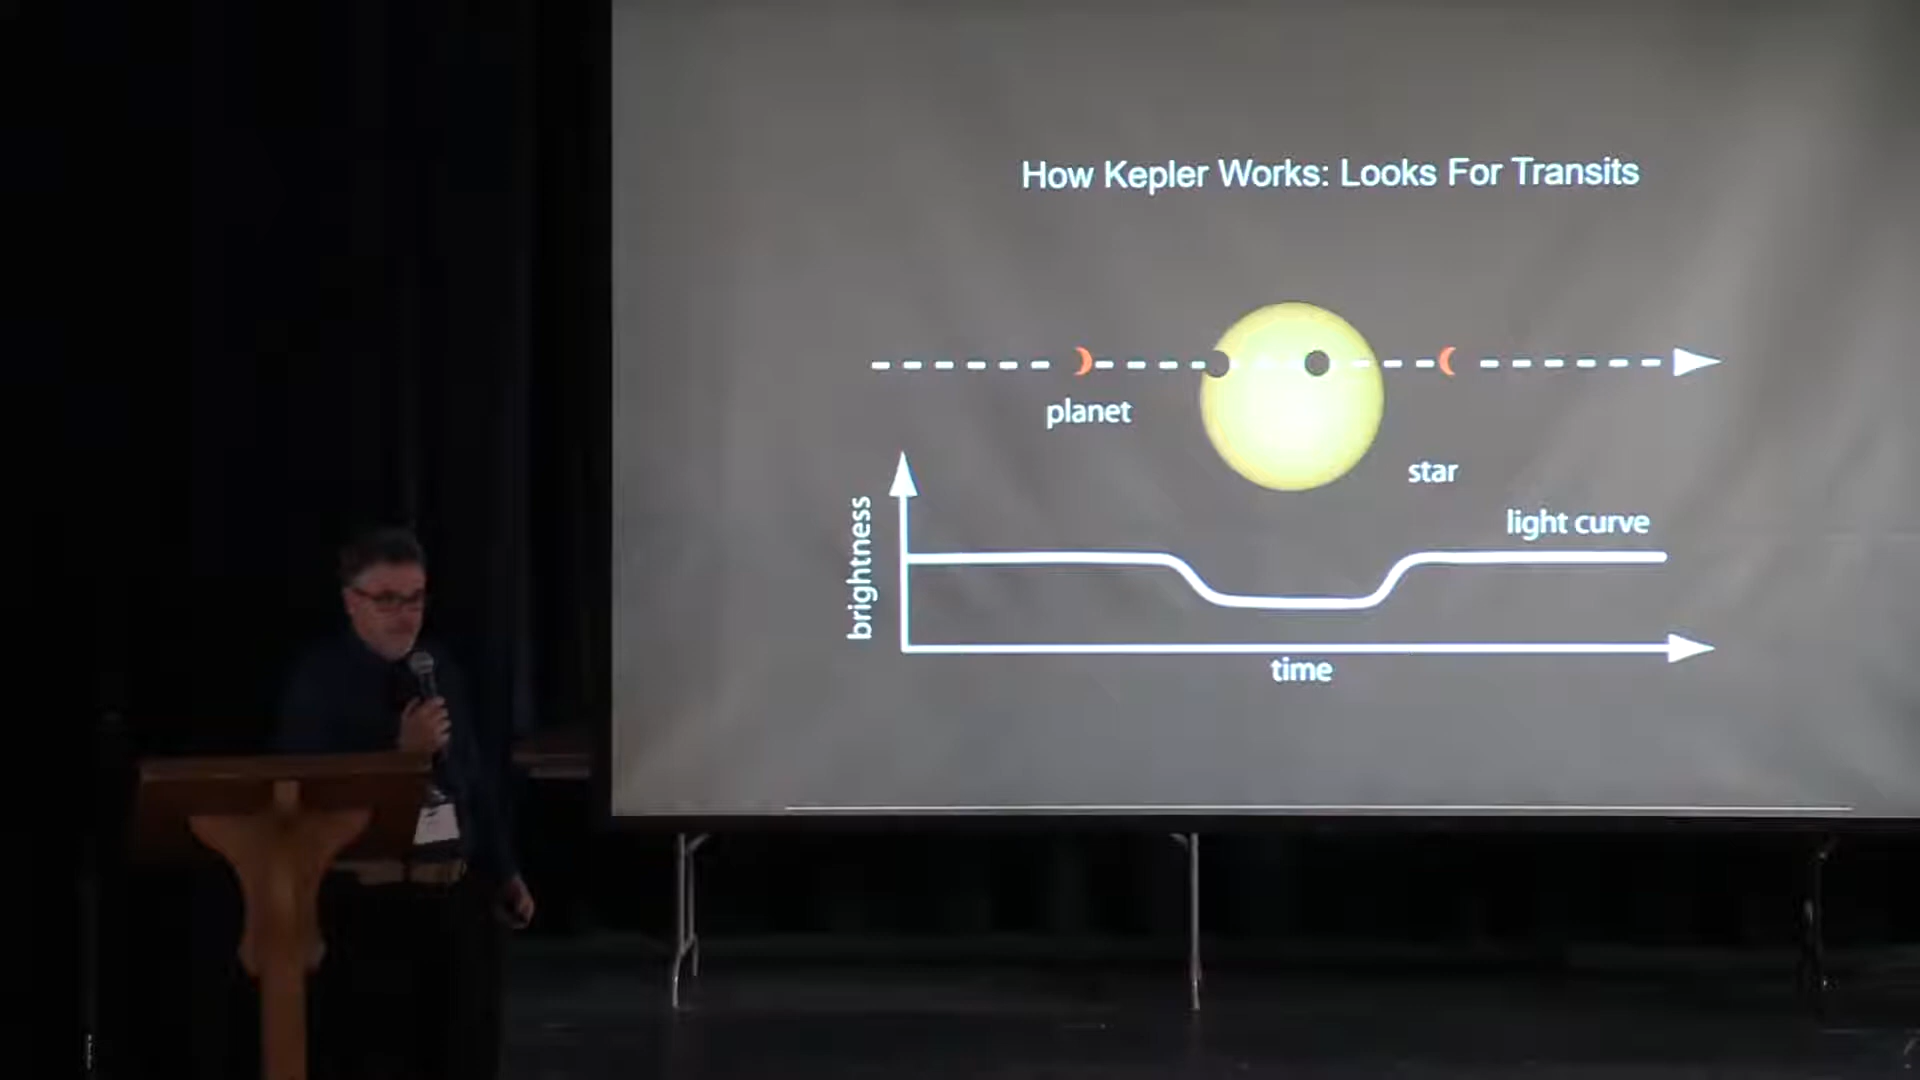 How Kepler Works: Looks For Transits
planet
star
light curve
brightness
time